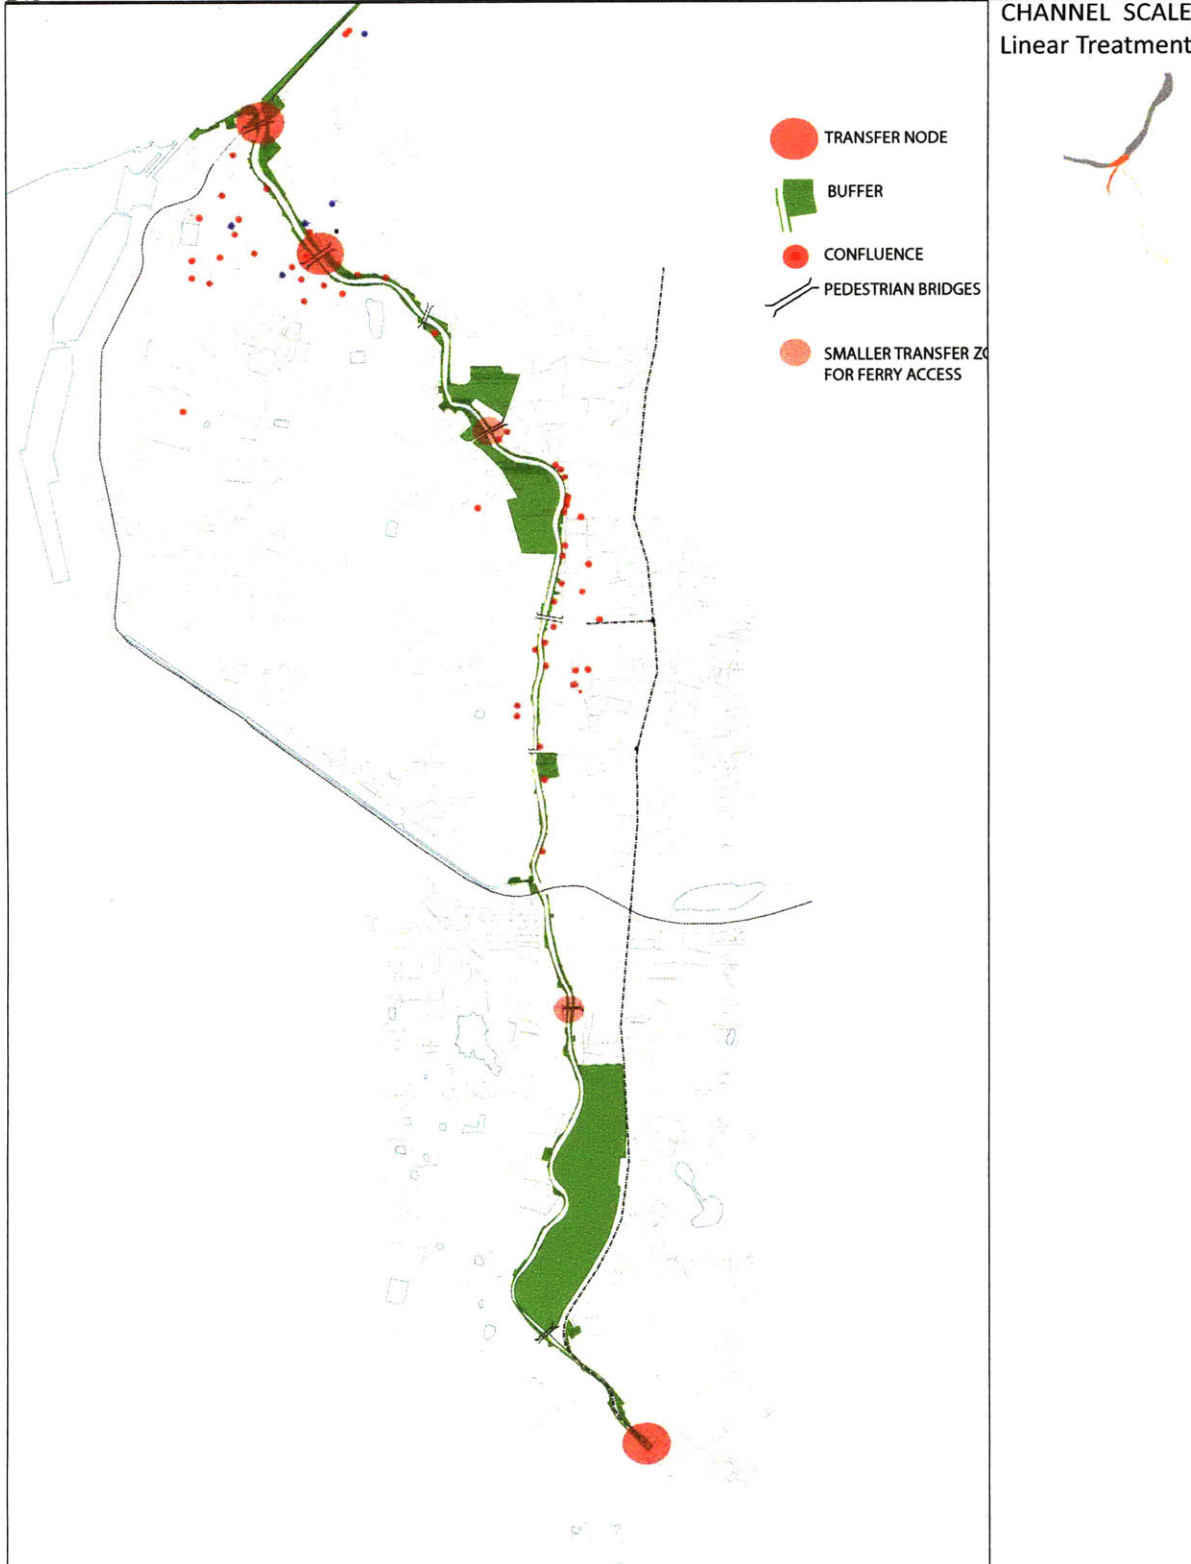 CHANNEL SCALE
Linear Treatment
TRANSFER NODE
BUFFER
CONFLUENCE
PEDESTRIAN BRIDGES
SMALLER TRANSFER
FOR FERRY ACCESS